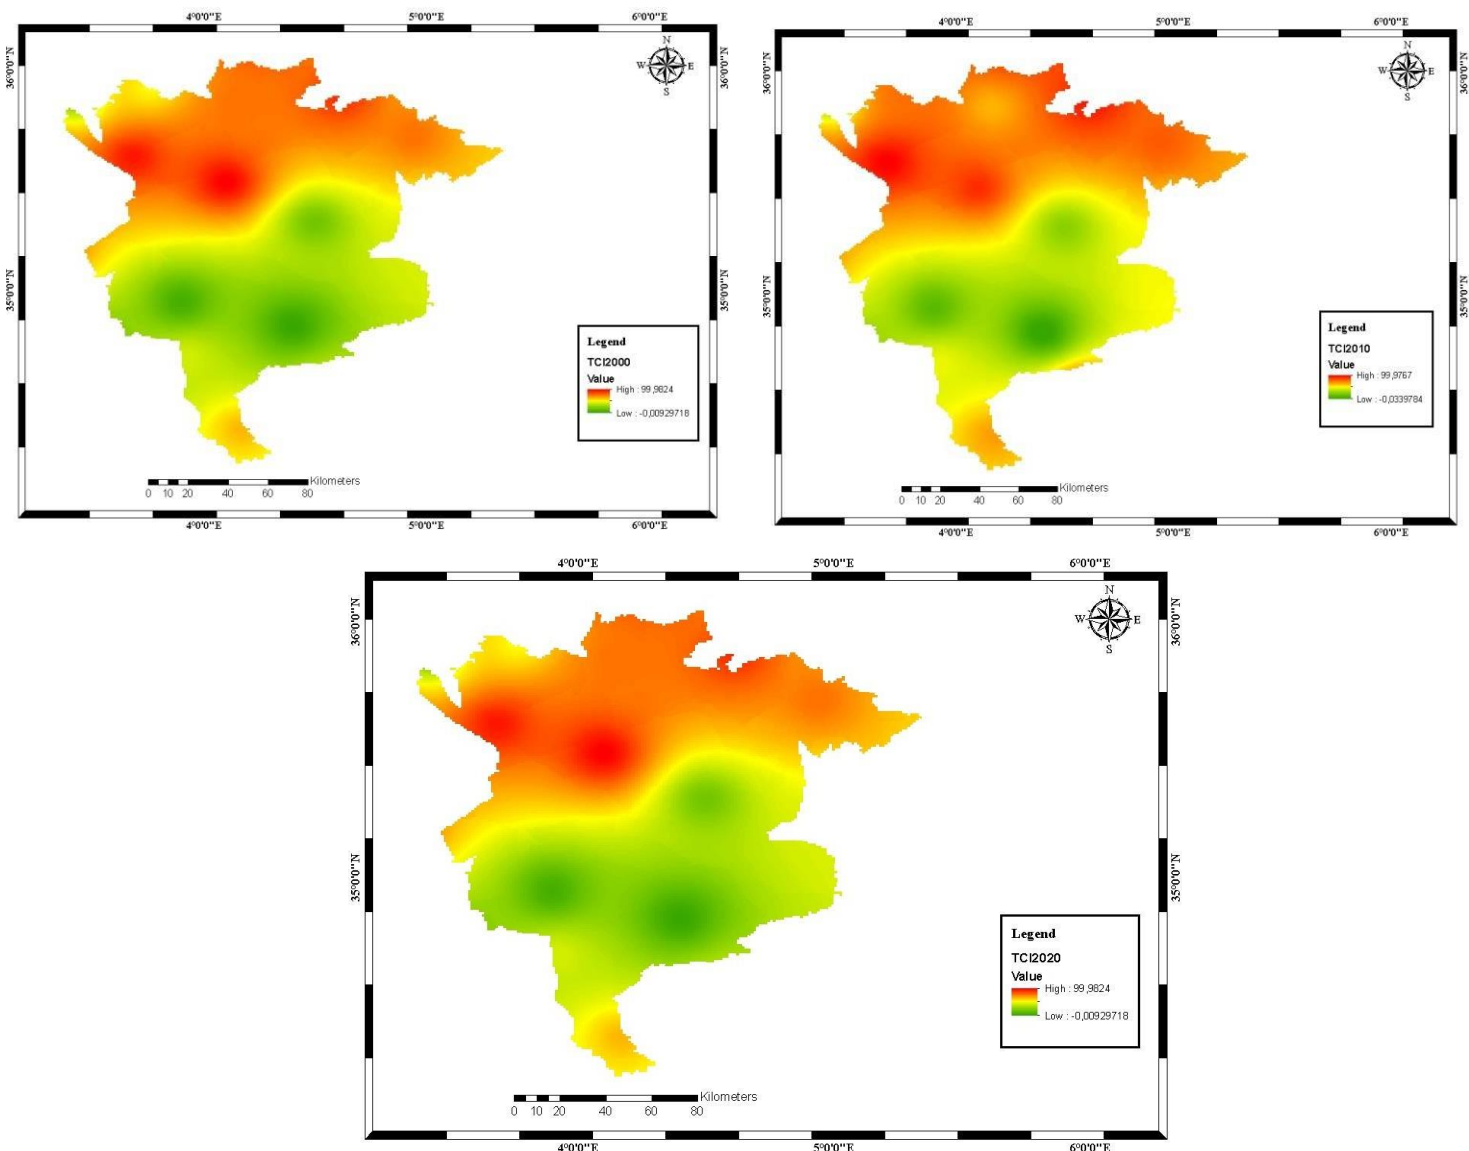 4°0'0"E 5°0'0"E 6°0'0"E
36°0'0"N 36°0'0"N
N
W E
S
35°0'0"N 35°0'0"N
Legend
TCI2000
Value
High : 99,9824
Low : -0,00929718
Kilometers
0 10 20 40 60 80
4°0'0"E 5°0'0"E 6°0'0"E
4°0'0"E 5°0'0"E 6°0'0"E
36°0'0"N 36°0'0"N
N
W E
S
35°0'0"N 35°0'0"N
Legend
TCI2010
Value
High : 99,9767
Low : -0,0339784
Kilometers
0 10 20 40 60 80
4°0'0"E 5°0'0"E 6°0'0"E
4°0'0"E 5°0'0"E 6°0'0"E
36°0'0"N 36°0'0"N
N
W E
S
35°0'0"N 35°0'0"N
Legend
TCI2020
Value
High : 99,9824
Low : -0,00929718
Kilometers
0 10 20 40 60 80
4°0'0"E 5°0'0"E 6°0'0"E